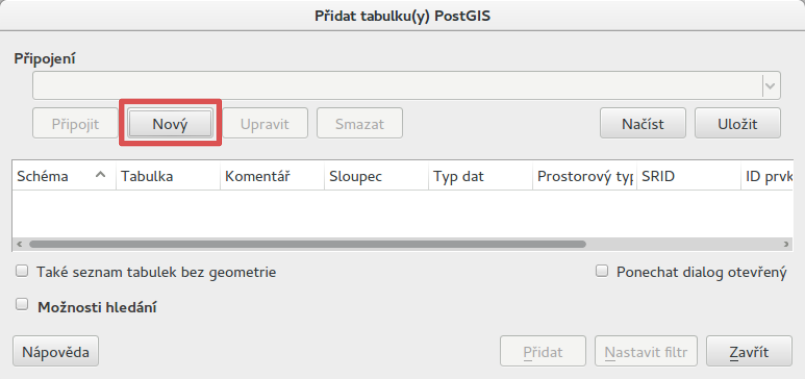 Přidat tabulku(y) PostGIS
Připojení
Připojit Nový Upravit Smazat Načíst Uložit
Schéma Tabulka Komentář Sloupec Typ dat Prostorový typ SRID ID prvk
Také seznam tabulek bez geometrie Ponechat dialog otevřený
Možnosti hledání
Nápověda Přidat Nastavit filtr Zavřít